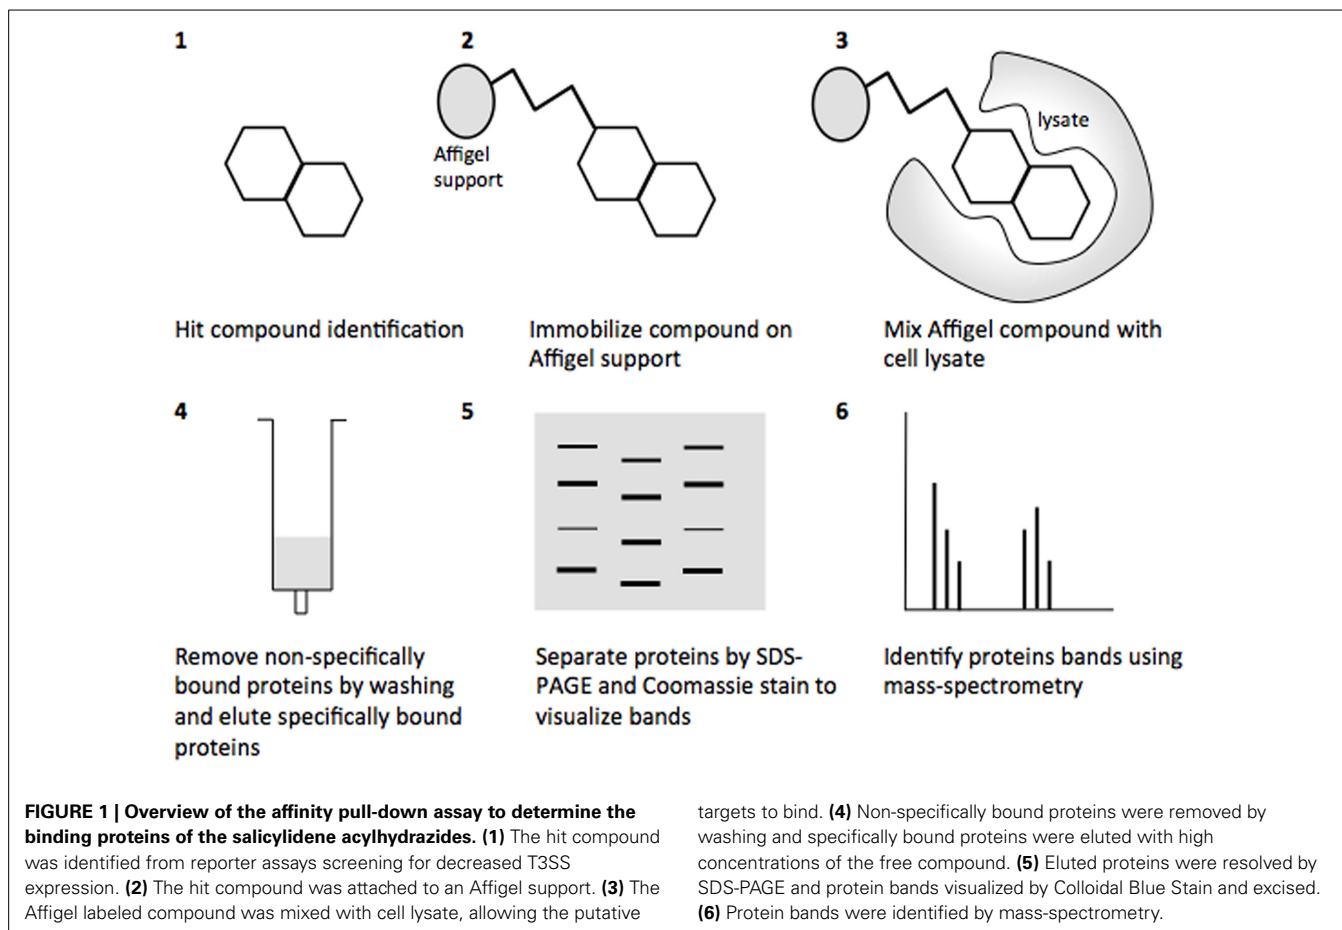 1
2
3
Affigel
support
lysate
Hit compound identification
Immobilize compound on
Affigel support
Mix Affigel compound with
cell lysate
4
5
6
Remove non-specifically
bound proteins by washing
and elute specifically bound
proteins
Separate proteins by SDS-
PAGE and Coomassie stain to
visualize bands
Identify proteins bands using
mass-spectrometry
FIGURE 1 | Overview of the affinity pull-down assay to determine the
binding proteins of the salicylidene acylhydrazides. (1) The hit compound
was identified from reporter assays screening for decreased T3SS
expression. (2) The hit compound was attached to an Affigel support. (3) The
Affigel labeled compound was mixed with cell lysate, allowing the putative
targets to bind. (4) Non-specifically bound proteins were removed by
washing and specifically bound proteins were eluted with high
concentrations of the free compound. (5) Eluted proteins were resolved by
SDS-PAGE and protein bands visualized by Colloidal Blue Stain and excised.
(6) Protein bands were identified by mass-spectrometry.